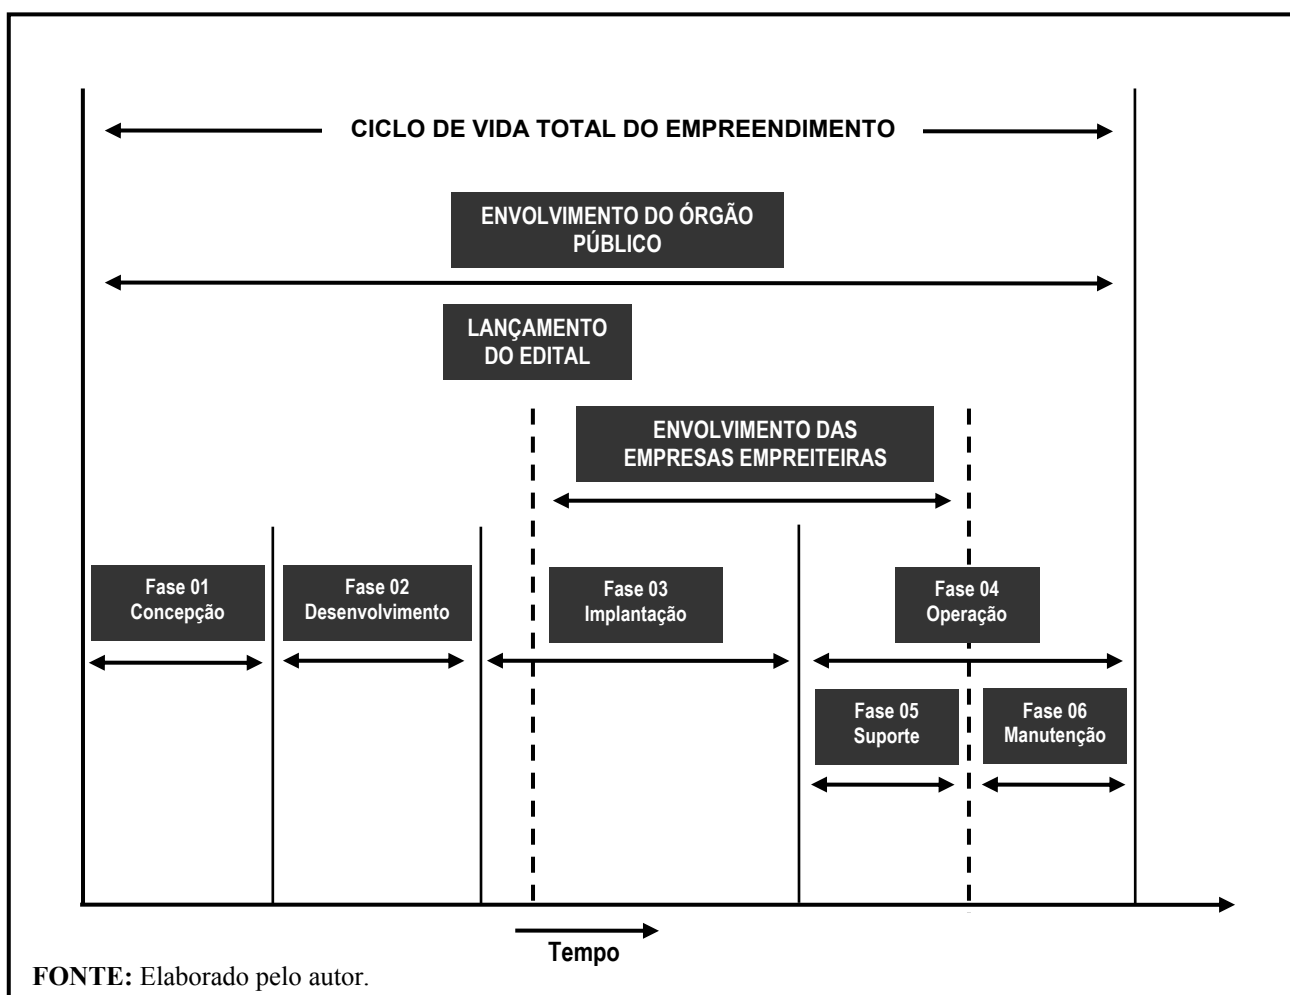 CICLO DE VIDA TOTAL DO EMPREENDIMENTO
ENVOLVIMENTO DO ÓRGÃO
PÚBLICO
LANÇAMENTO
DO EDITAL
ENVOLVIMENTO DAS
EMPRESAS EMPREITEIRAS
Fase 01
Concepção
Fase 02
Desenvolvimento
Fase 03
Implantação
Fase 04
Operação
Fase 05
Suporte
Fase 06
Manutenção
Tempo
FONTE: Elaborado pelo autor.